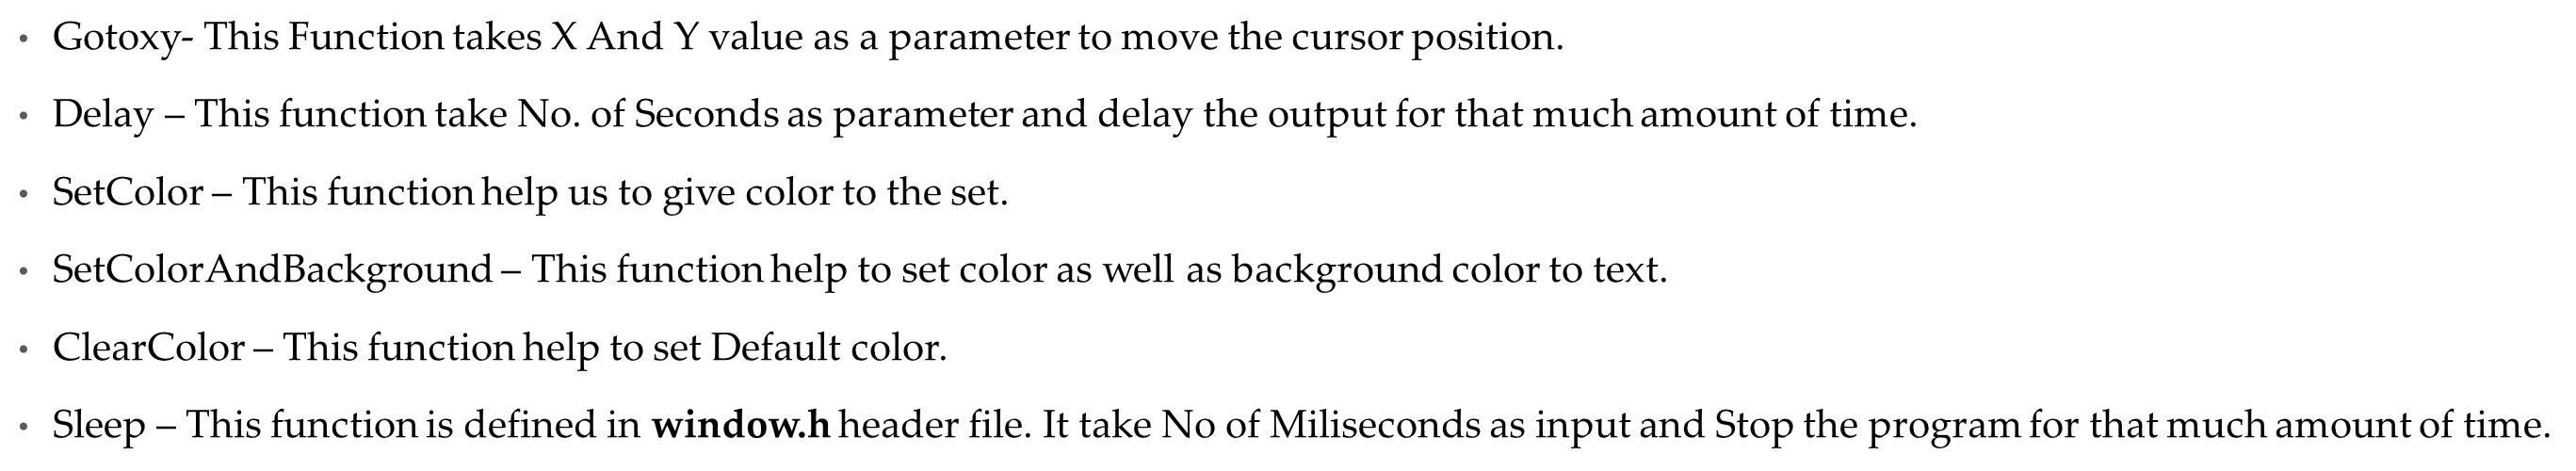 • Gotoxy- This Function takes X And Y value as a parameter to move the cursor position.
• Delay – This function take No. of Seconds as parameter and delay the output for that much amount of time.
• SetColor – This function help us to give color to the set.
• SetColorAndBackground – This function help to set color as well as background color to text.
• ClearColor – This function help to set Default color.
• Sleep – This function is defined in window.h header file. It take No of Miliseconds as input and Stop the program for that much amount of time.